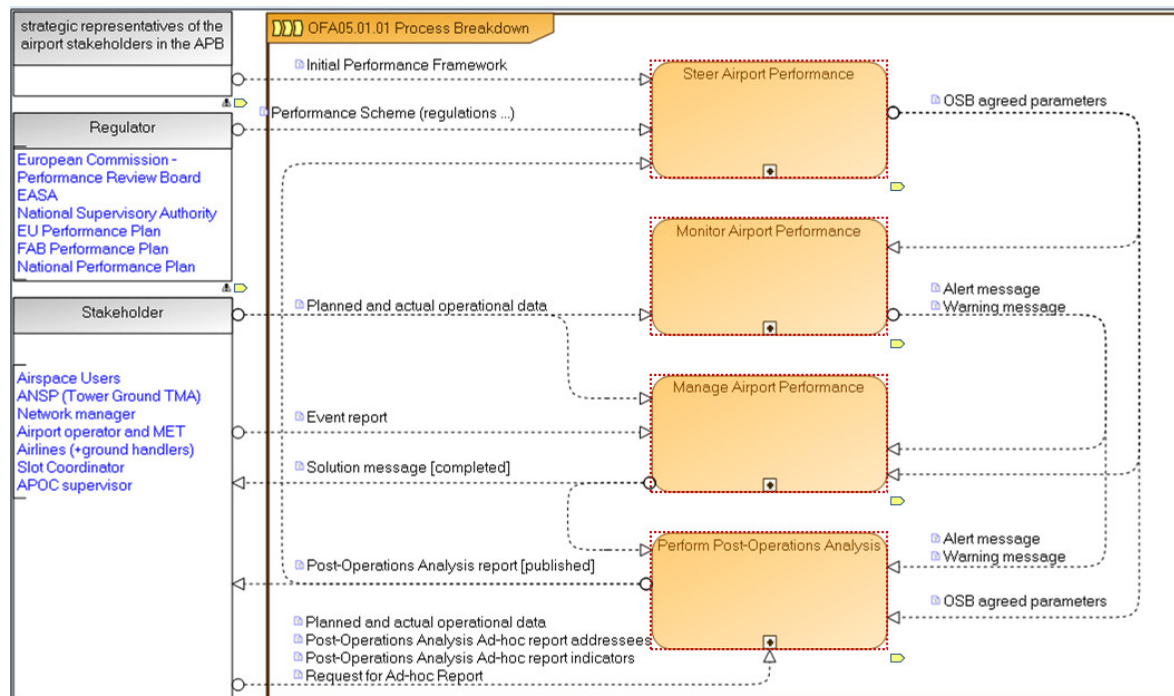 strategic representatives of the
airport stakeholders in the APB
OFA05.01.01 Process Breakdown
Initial Performance Framework
Steer Airport Performance
OSB agreed parameters
Performance Scheme (regulations ...)
Regulator
European Commission -
Performance Review Board
EASA
National Supervisory Authority
EU Performance Plan
FAB Performance Plan
National Performance Plan
Monitor Airport Performance
Alert message
Warning message
Stakeholder
Planned and actual operational data
Airspace Users
ANSP (Tower Ground TMA)
Network manager
Airport operator and MET
Airlines (+ground handlers)
Slot Coordinator
APOC supervisor
Manage Airport Performance
Event report
Solution message [completed]
Perform Post-Operations Analysis
Alert message
Warning message
Post-Operations Analysis report [published]
OSB agreed parameters
Planned and actual operational data
Post-Operations Analysis Ad-hoc report addressees
Post-Operations Analysis Ad-hoc report indicators
Request for Ad-hoc Report